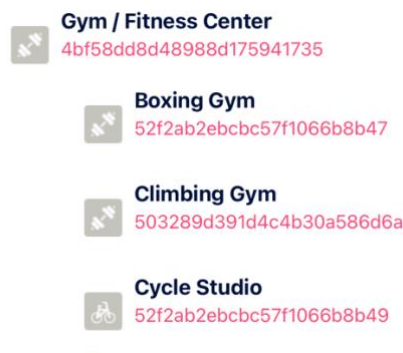 Gym / Fitness Center
4bf58dd8d48988d175941735
Boxing Gym
52f2ab2ebcbc57f1066b8b47
Climbing Gym
503289d391d4c4b30a586d6a
Cycle Studio
52f2ab2ebcbc57f1066b8b49